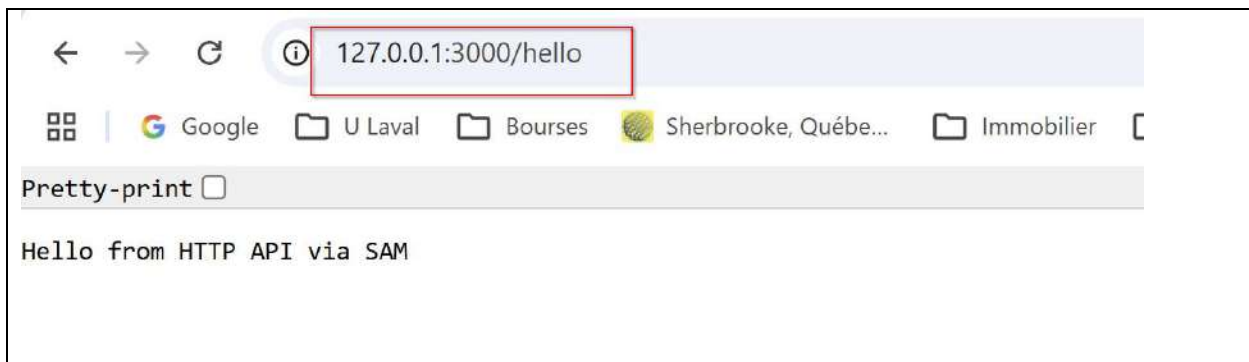 127.0.0.1:3000/hello
Google U Laval Bourses Sherbrooke, Québe... Immobilier
Pretty-print
Hello from HTTP API via SAM